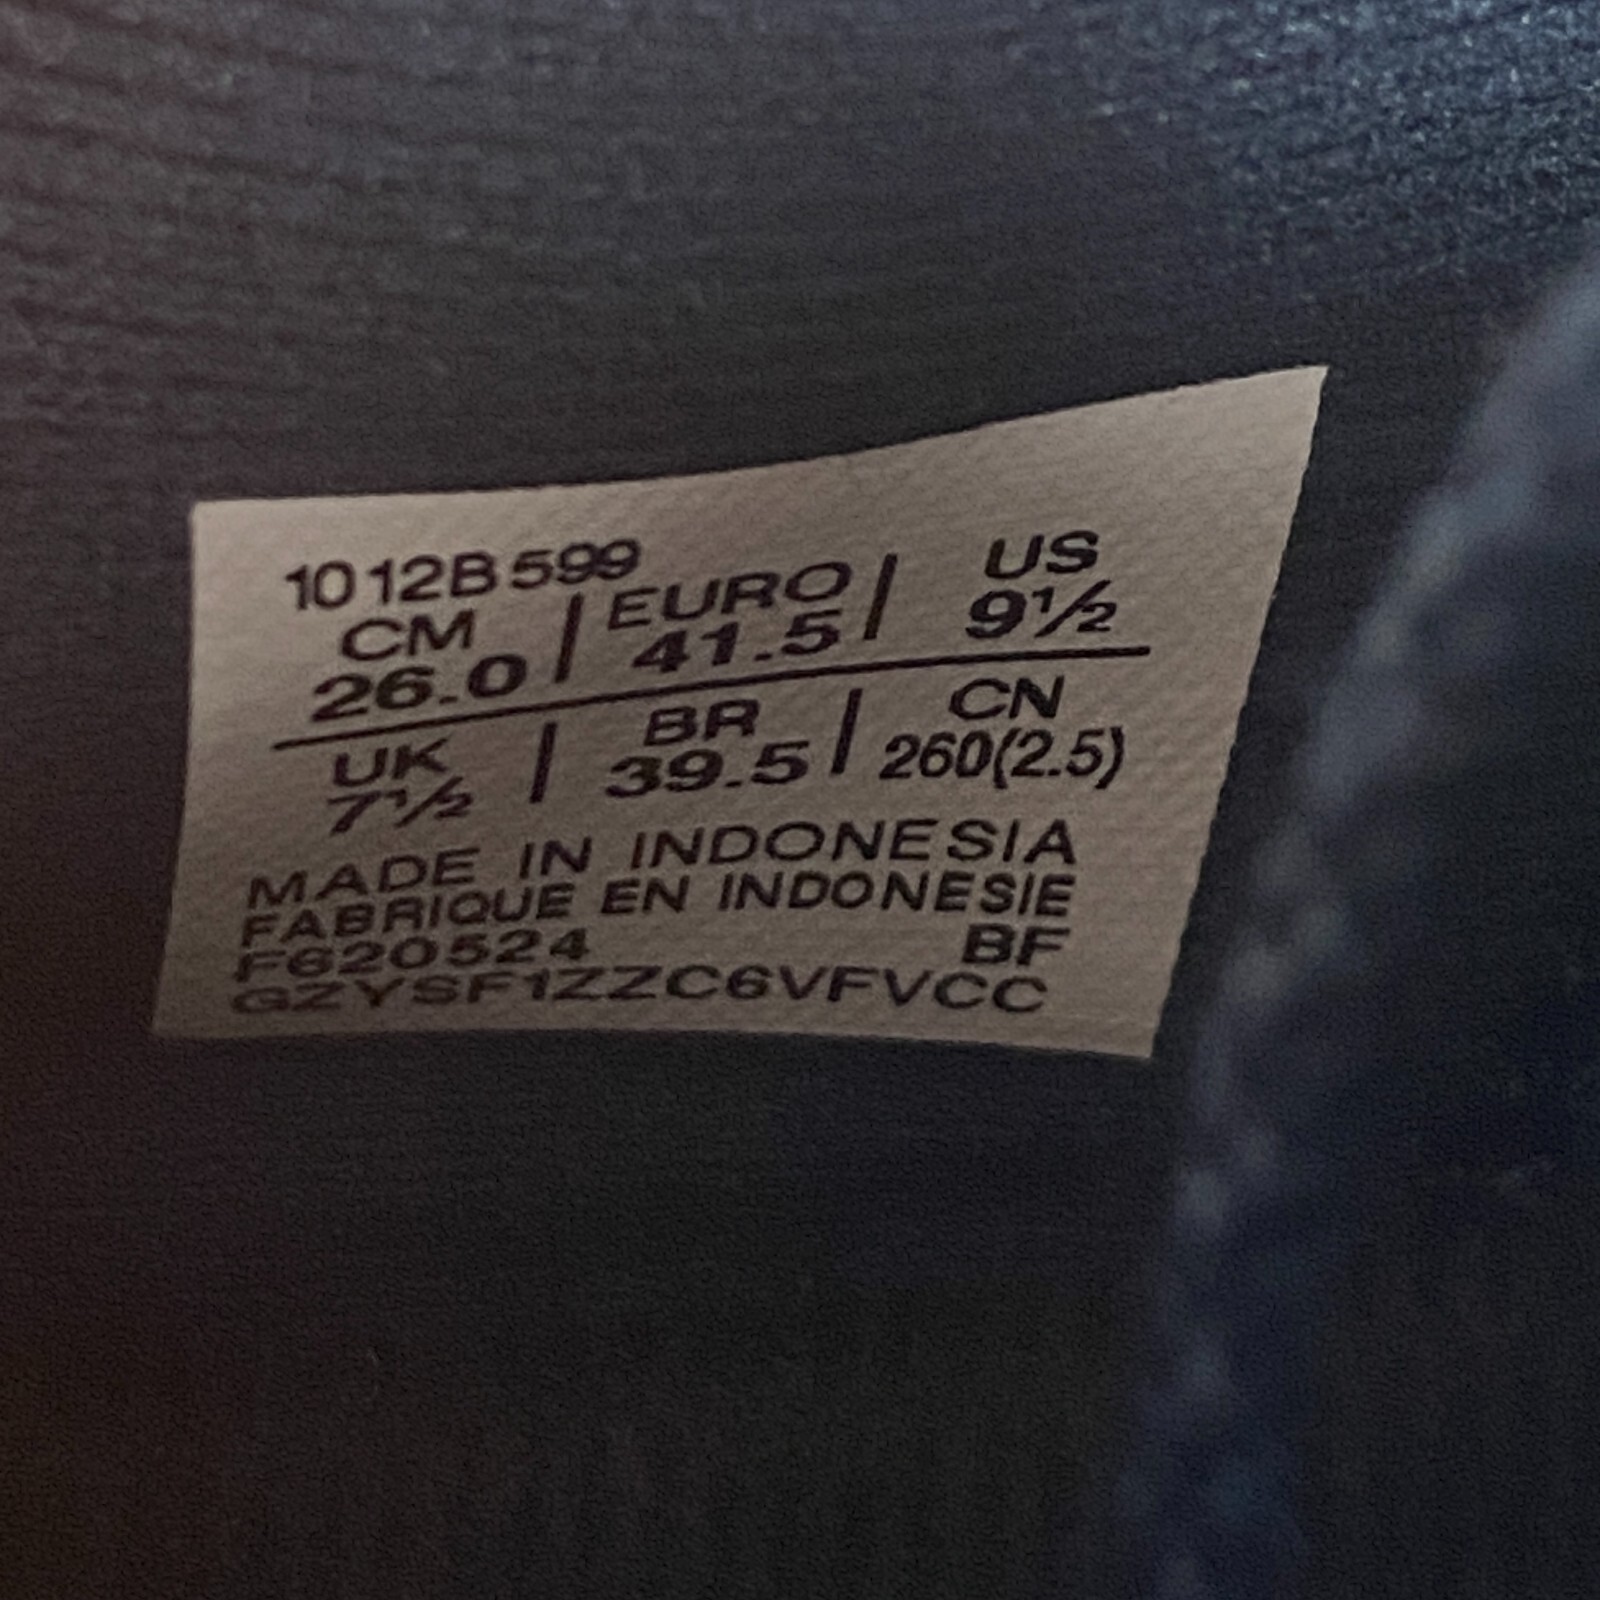 1012B599
CM | EURO | US
26.0 | 41.5 | 9½
UK | BR | CN
7½ | 39.5 | 260(2.5)
MADE IN INDONESIA
FABRIQUE EN INDONESIE
F620524 BF
GZYSF1ZZC6VFVCC